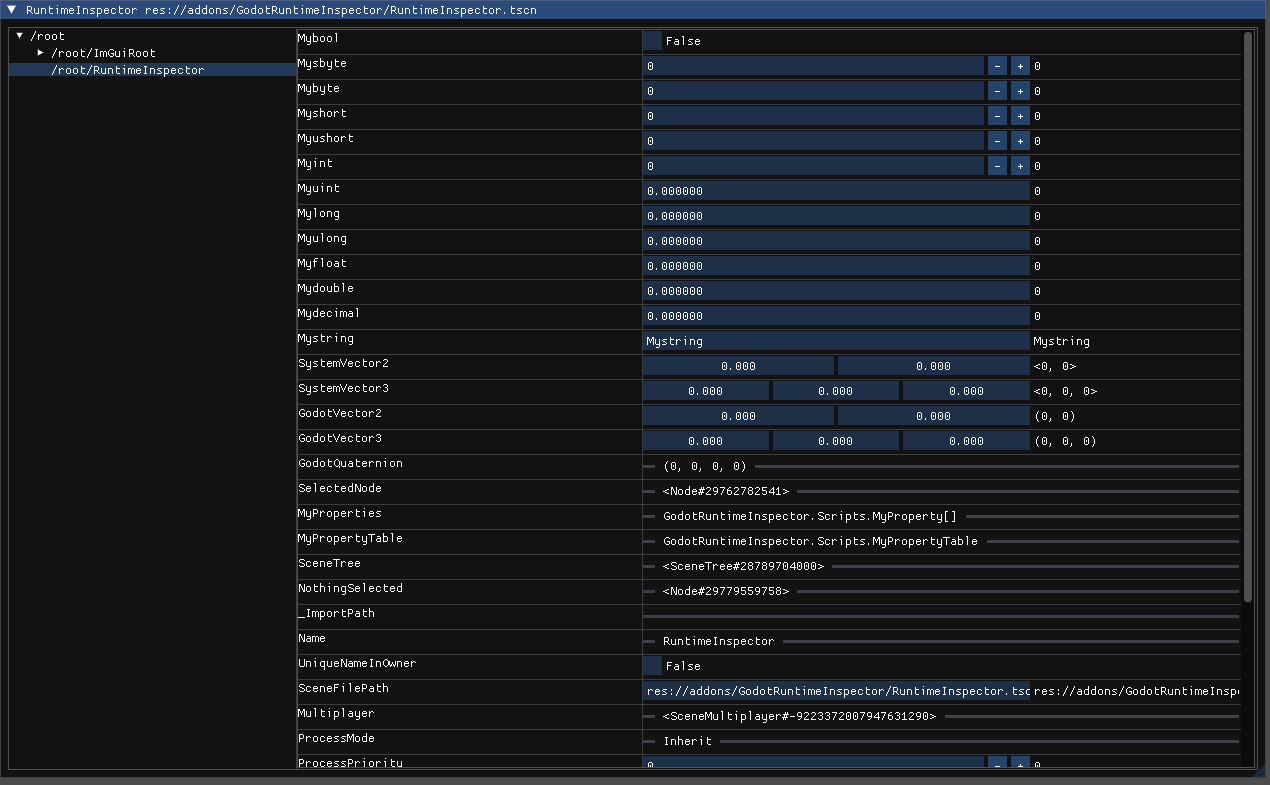 RuntimeInspector res://addons/GodotRuntimeInspector/RuntimeInspector.tscn
/root
/root/ImGuiRoot
/root/RuntimeInspector
Mybool False
Mysbyte 0 - + 0
Mybyte 0 - + 0
Myshort 0 - + 0
Myushort 0 - + 0
Myint 0 - + 0
Myuint 0.000000 0
Mylong 0.000000 0
Myulong 0.000000 0
Myfloat 0.000000 0
Mydouble 0.000000 0
Mydecimal 0.000000 0
Mystring Mystring Mystring
SystemVector2 0.000 0.000 <0, 0>
SystemVector3 0.000 0.000 0.000 <0, 0, 0>
GodotVector2 0.000 0.000 (0, 0)
GodotVector3 0.000 0.000 0.000 (0, 0, 0)
GodotQuaternion (0, 0, 0, 0)
SelectedNode <Node#29762782541>
MyProperties GodotRuntimeInspector.Scripts.MyProperty[]
MyPropertyTable GodotRuntimeInspector.Scripts.MyPropertyTable
SceneTree <SceneTree#28789704000>
NothingSelected <Node#29779559758>
_ImportPath
Name RuntimeInspector
UniqueNameInOwner False
SceneFilePath res://addons/GodotRuntimeInspector/RuntimeInspector.tsc res://addons/GodotRuntimeInsp
Multiplayer <SceneMultiplayer#-9223372007947631290>
ProcessMode Inherit
ProcessPriority 0 - + 0